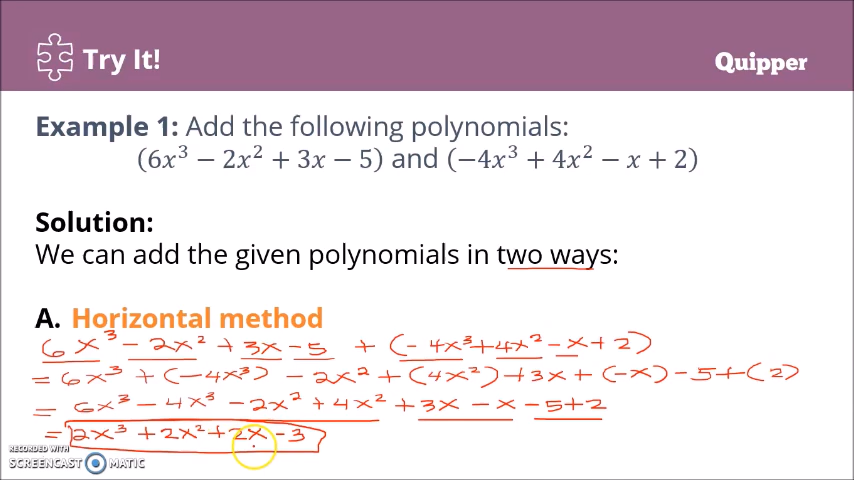 Try It!
Quipper
Example 1: Add the following polynomials:
(6x³ − 2x² + 3x − 5) and (−4x³ + 4x² − x + 2)
Solution:
We can add the given polynomials in two ways:
A. Horizontal method
6x³ − 2x² + 3x − 5 + (−4x³ + 4x² − x + 2)
= 6x³ + (−4x³) − 2x² + (4x²) + 3x + (−x) − 5 + (2)
= 6x³ − 4x³ − 2x² + 4x² + 3x − x − 5 + 2
= 2x³ + 2x² + 2x − 3
RECORDED WITH
SCREENCAST MATIC